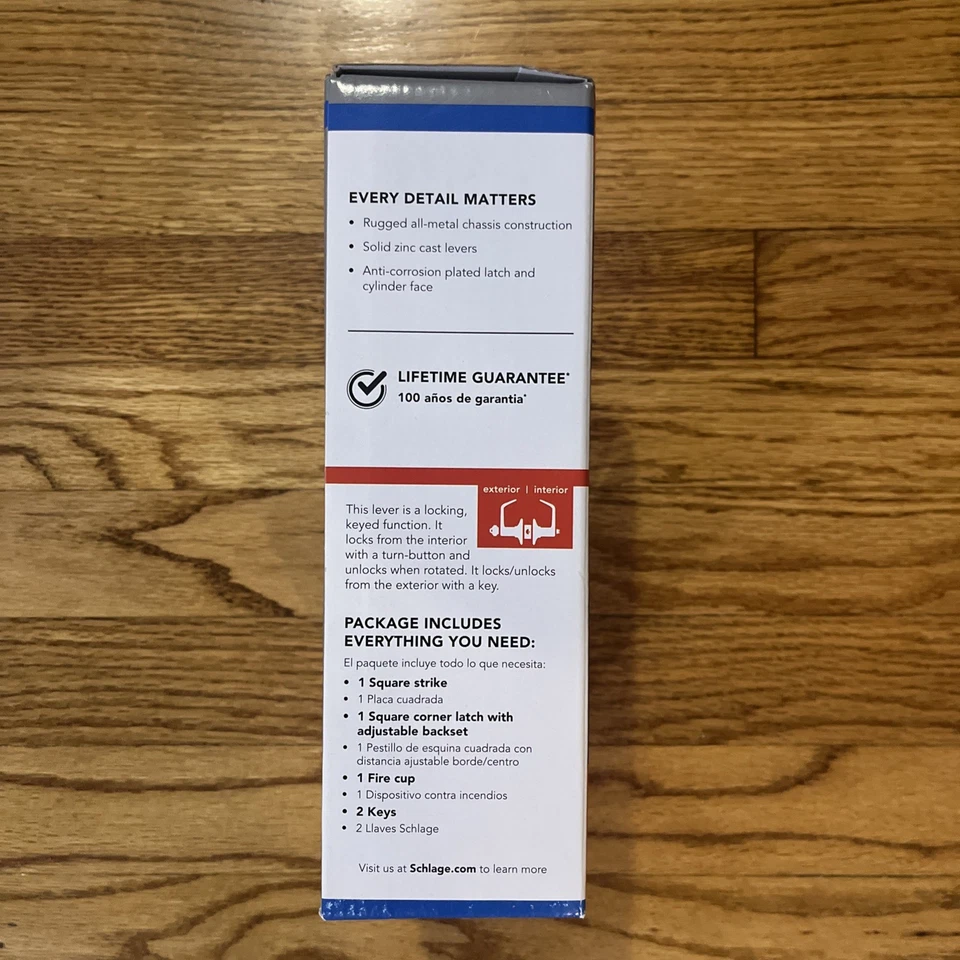 EVERY DETAIL MATTERS
• Rugged all-metal chassis construction
• Solid zinc cast levers
• Anti-corrosion plated latch and
cylinder face
LIFETIME GUARANTEE*
100 años de garantia*
exterior | interior
This lever is a locking,
keyed function. It
locks from the interior
with a turn-button and
unlocks when rotated. It locks/unlocks
from the exterior with a key.
PACKAGE INCLUDES
EVERYTHING YOU NEED:
El paquete incluye todo lo que necesita:
• 1 Square strike
• 1 Placa cuadrada
• 1 Square corner latch with
adjustable backset
• 1 Pestillo de esquina cuadrada con
distancia ajustable borde/centro
• 1 Fire cup
• 1 Dispositivo contra incendios
• 2 Keys
• 2 Llaves Schlage
Visit us at Schlage.com to learn more